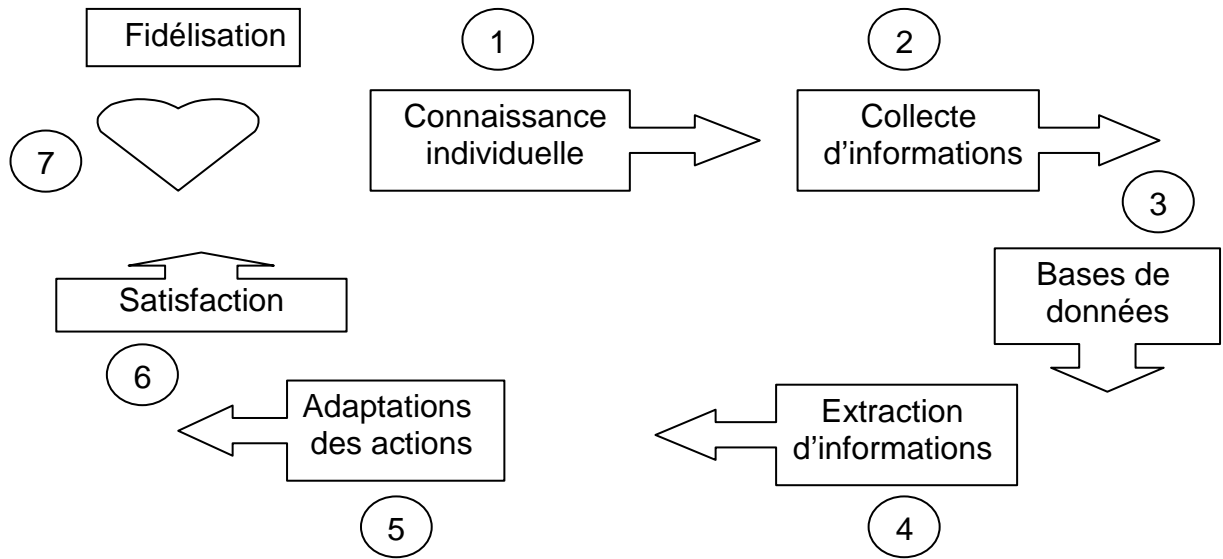 Fidélisation
1
2
Connaissance
individuelle
Collecte
d'informations
7
3
Bases de
données
Satisfaction
6
Adaptations
des actions
Extraction
d'informations
5
4